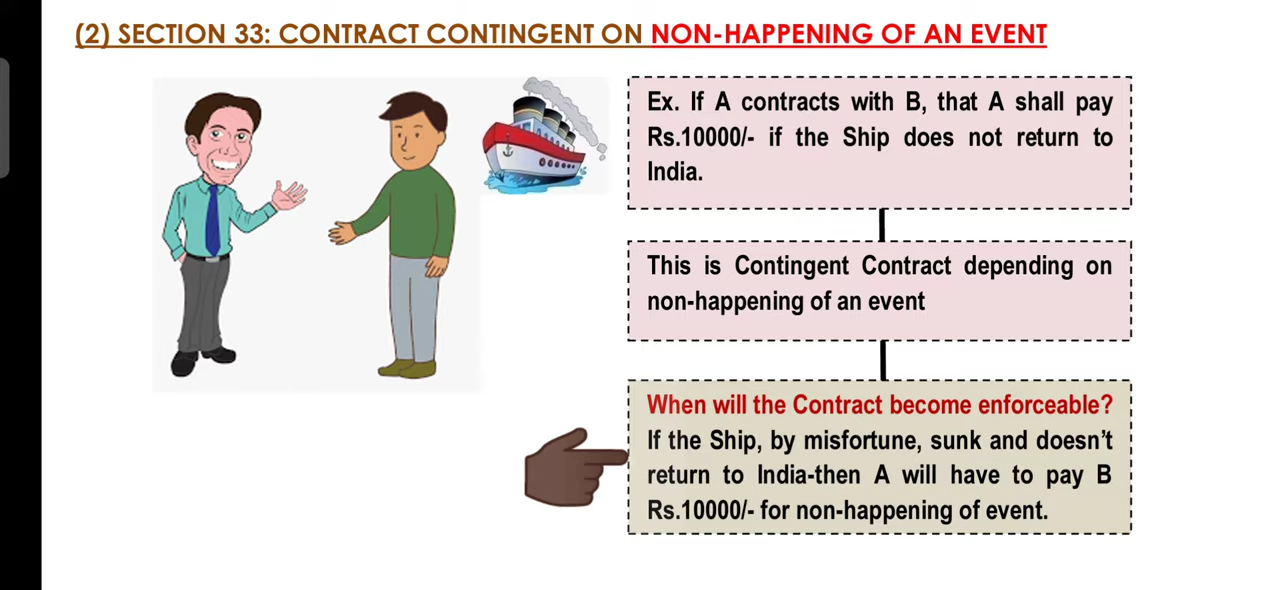 (2) SECTION 33: CONTRACT CONTINGENT ON NON-HAPPENING OF AN EVENT
Ex. If A contracts with B, that A shall pay
Rs.10000/- if the Ship does not return to
India.
This is Contingent Contract depending on
non-happening of an event
When will the Contract become enforceable?
If the Ship, by misfortune, sunk and doesn't
return to India-then A will have to pay B
Rs.10000/- for non-happening of event.